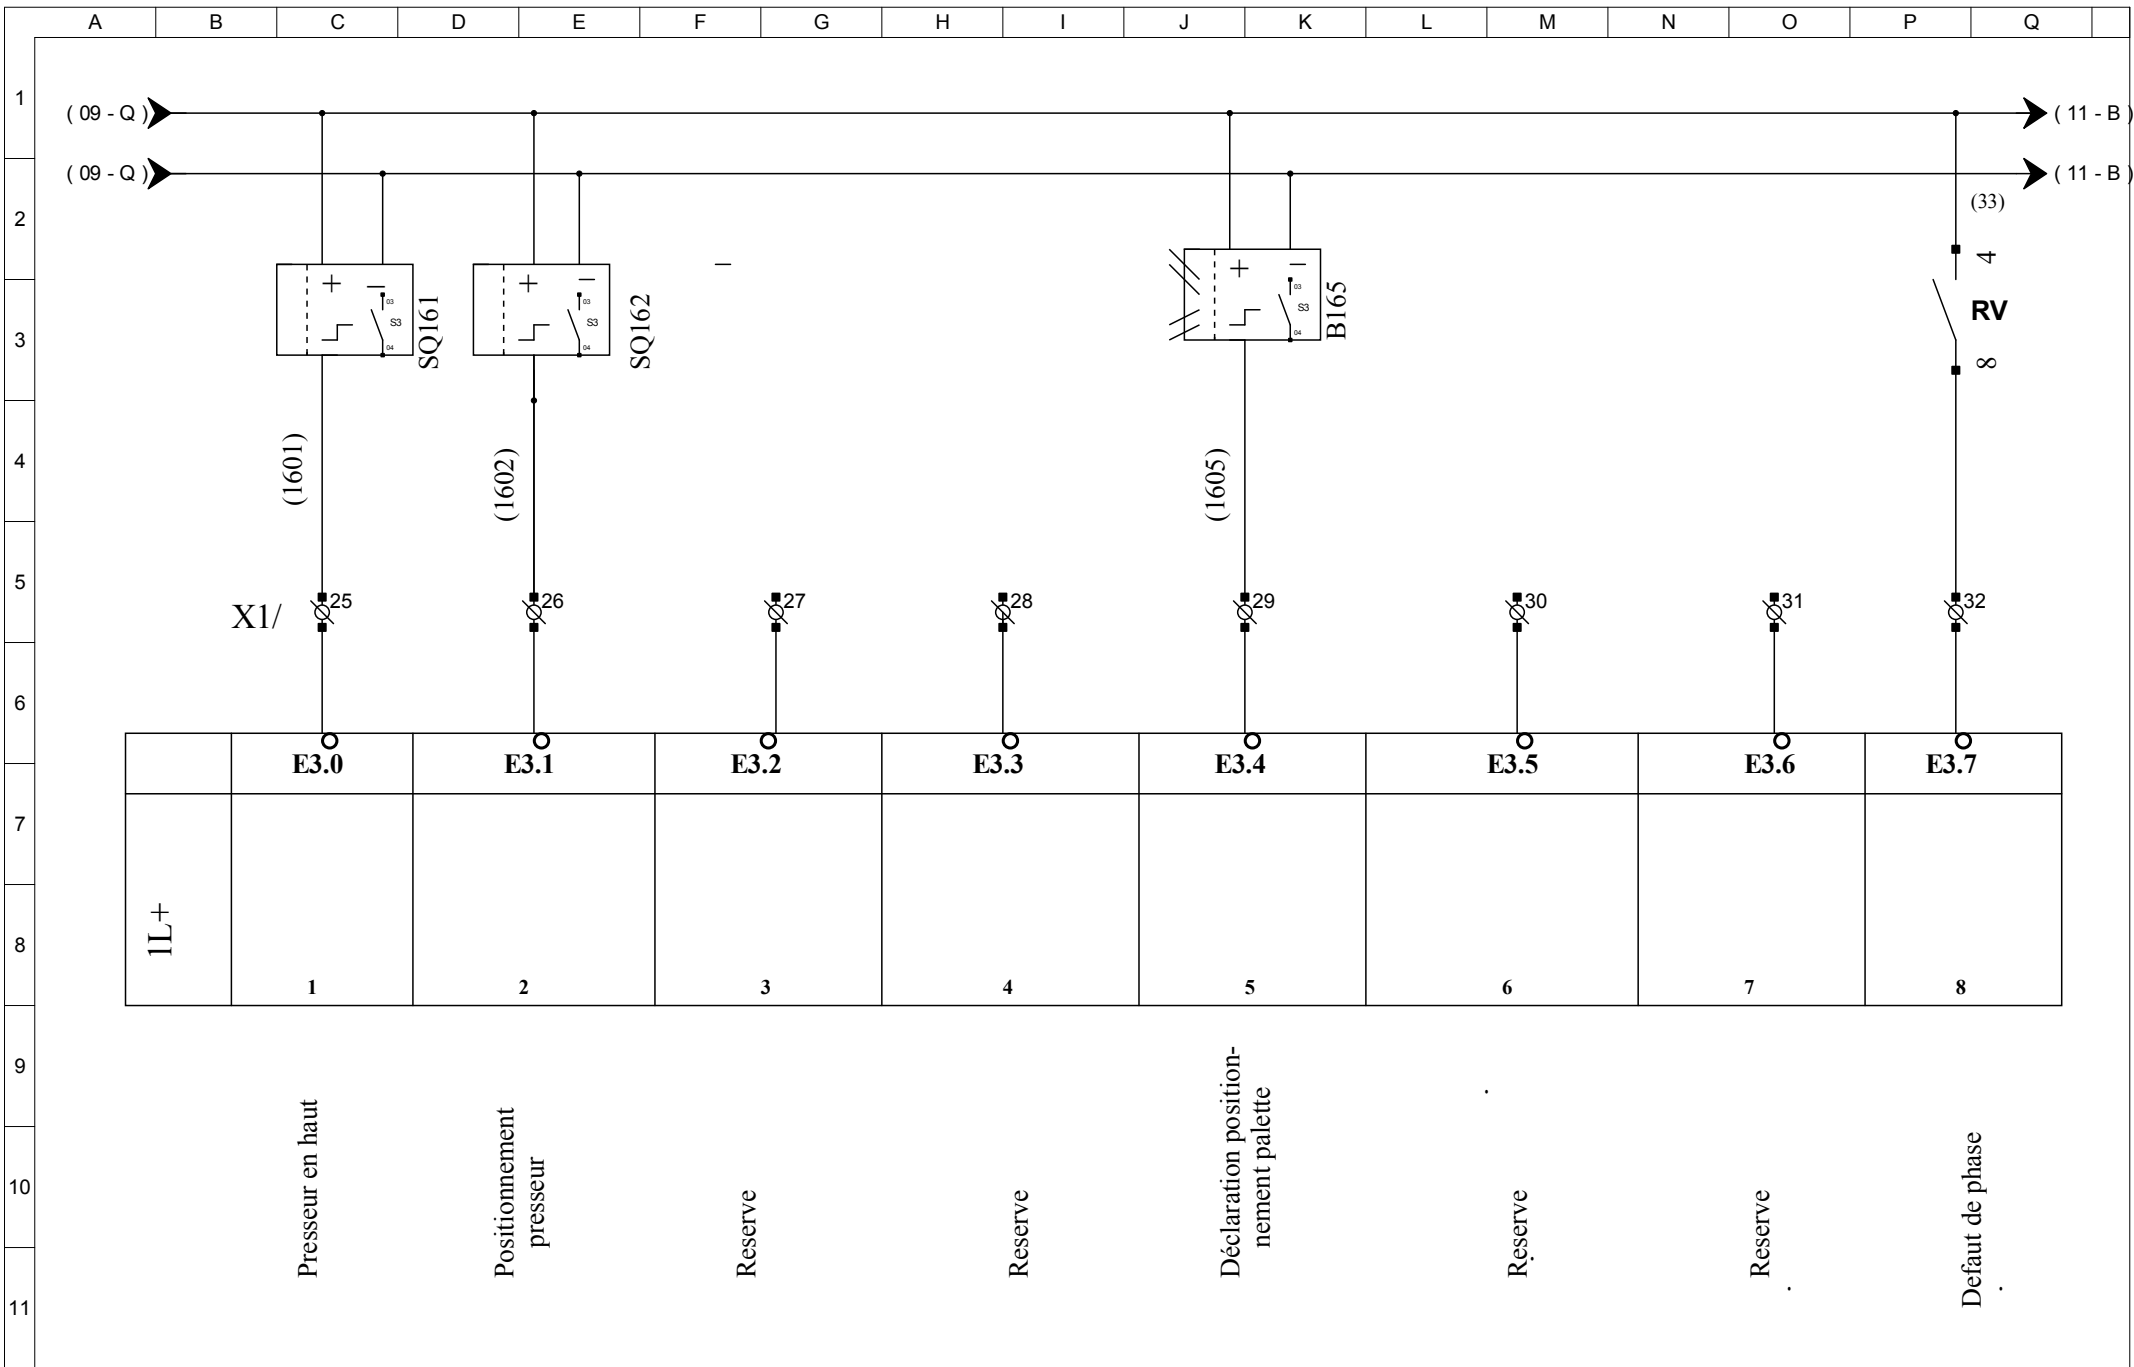 A B C D E F G H I J K L M N O P Q
1
( 09 - Q ) ( 11 - B )
( 09 - Q ) ( 11 - B )
2
(33)
+ − + − − + − 4
03 03 03
S3 S3 S3
04 04 04
SQ161 SQ162 B165 RV
3
8
4
(1601) (1602) (1605)
5
X1/ 25 26 27 28 29 30 31 32
6
E3.0 E3.1 E3.2 E3.3 E3.4 E3.5 E3.6 E3.7
7
1L+
8
1 2 3 4 5 6 7 8
9
10
11
Presseur en haut
Positionnement
presseur
Reserve
Reserve
Déclaration position-
nement palette
Reserve
Reserve
Defaut de phase